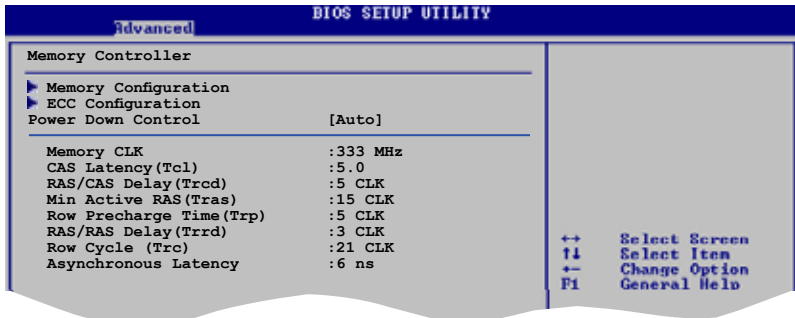 BIOS SETUP UTILITY
Advanced
Memory Controller
Memory Configuration
ECC Configuration
Power Down Control [Auto]
Memory CLK :333 MHz
CAS Latency(Tcl) :5.0
RAS/CAS Delay(Trcd) :5 CLK
Min Active RAS(Tras) :15 CLK
Row Precharge Time(Trp) :5 CLK
RAS/RAS Delay(Trrd) :3 CLK
Row Cycle (Trc) :21 CLK
Asynchronous Latency :6 ns
←→ Select Screen
↑↓ Select Item
+- Change Option
F1 General Help